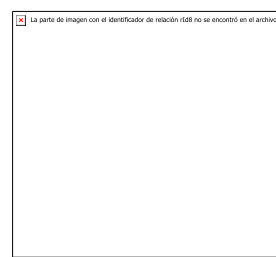 La parte de imagen con el identificador de relación rId8 no se encontró en el archivo